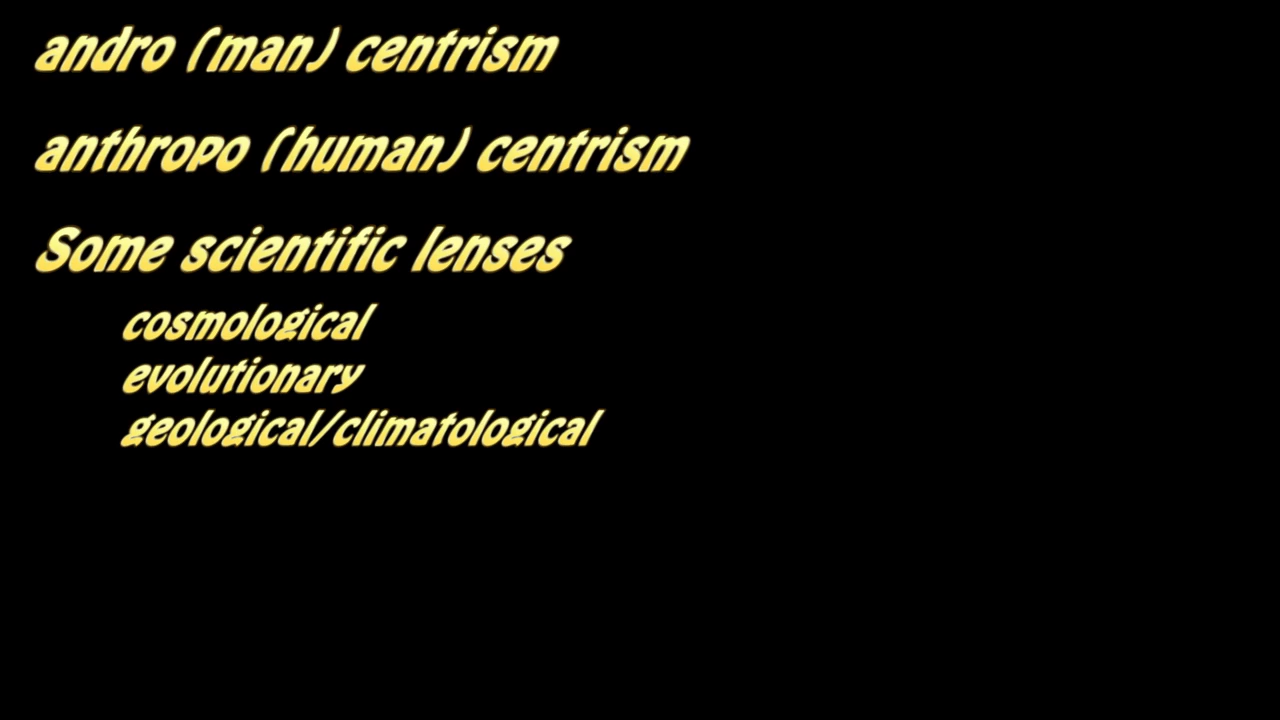 andro (man) centrism
anthropo (human) centrism
Some scientific lenses
cosmological
evolutionary
geological/climatological